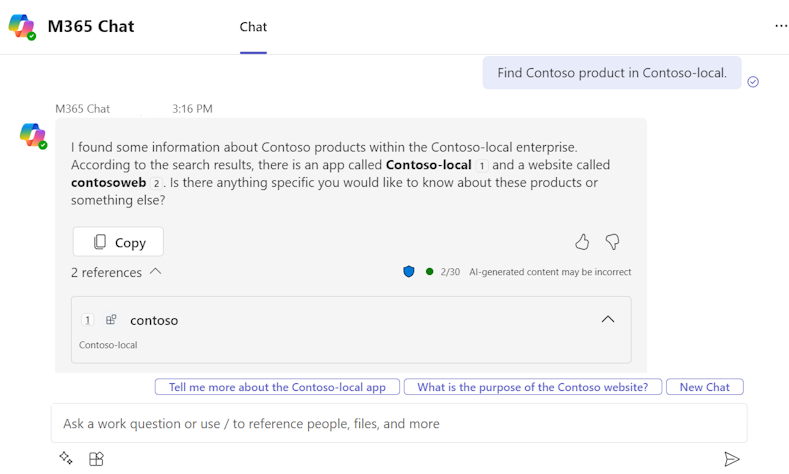 M365 Chat
Chat
Find Contoso product in Contoso-local.
M365 Chat 3:16 PM
I found some information about Contoso products within the Contoso-local enterprise.
According to the search results, there is an app called Contoso-local 1 and a website called
contosoweb 2 . Is there anything specific you would like to know about these products or
something else?
Copy
2 references
2/30 AI-generated content may be incorrect
1 contoso
Contoso-local
Tell me more about the Contoso-local app
What is the purpose of the Contoso website?
New Chat
Ask a work question or use / to reference people, files, and more